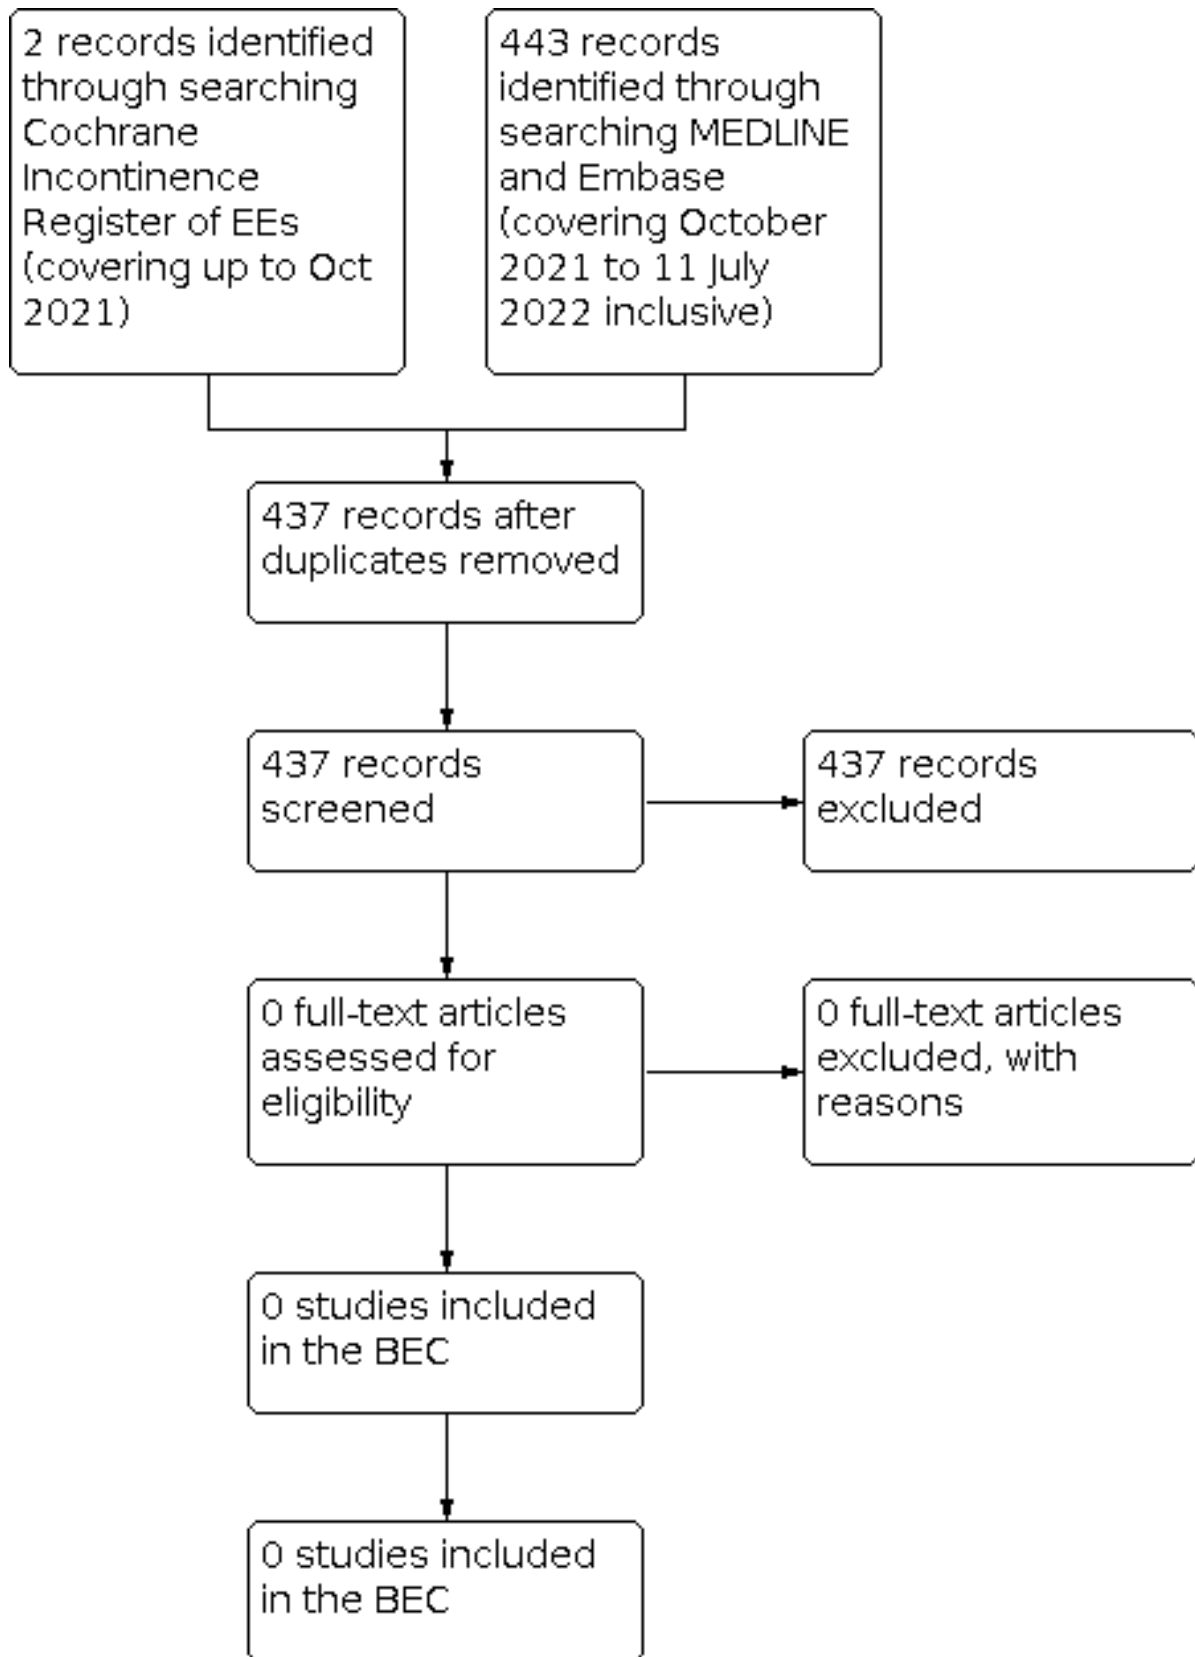 2 records identified
through searching
Cochrane
Incontinence
Register of EEs
(covering up to Oct
2021)
443 records
identified through
searching MEDLINE
and Embase
(covering October
2021 to 11 July
2022 inclusive)
437 records after
duplicates removed
437 records
screened
437 records
excluded
0 full-text articles
assessed for
eligibility
0 full-text articles
excluded, with
reasons
0 studies included
in the BEC
0 studies included
in the BEC